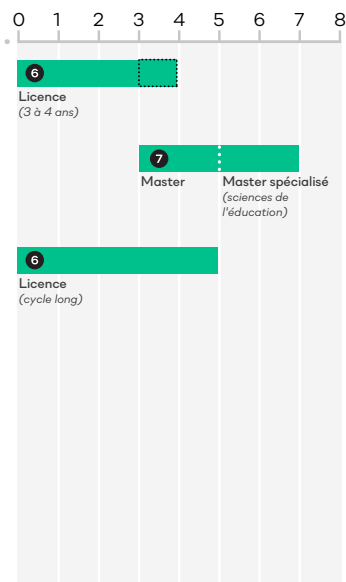 0 1 2 3 4 5 6 7 8
6
Licence
(3 à 4 ans)
7
Master
Master spécialisé
(sciences de
l'éducation)
6
Licence
(cycle long)